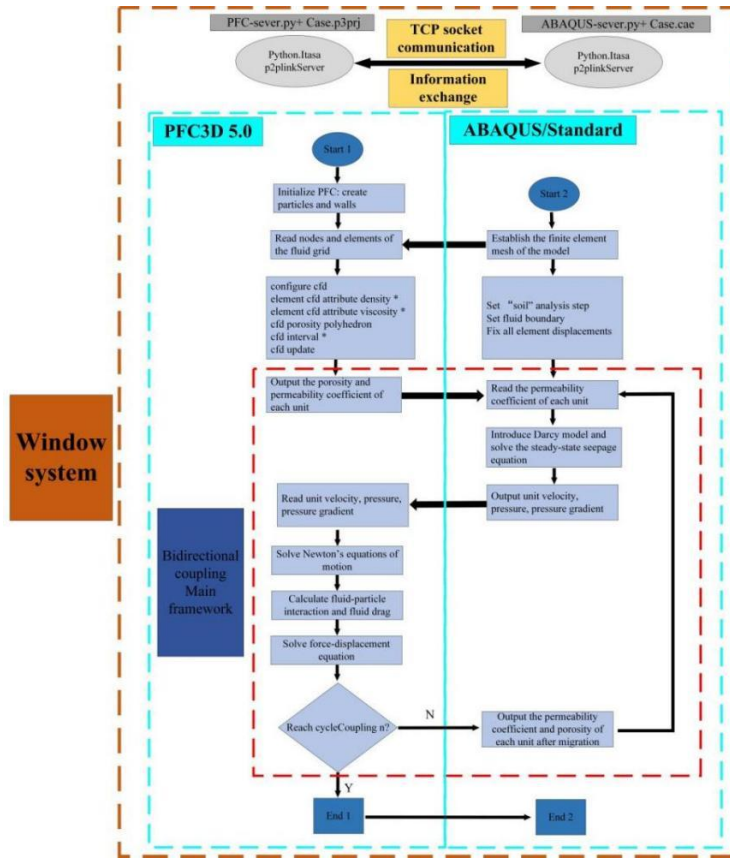 PFC-sever.py+ Case.p3prj
Python.Itasa
p2plinkServer
TCP socket
communication
Information
exchange
ABAQUS-sever.py+ Case.cae
Python.Itasa
p2plinkServer
PFC3D 5.0
ABAQUS/Standard
Start 1
Initialize PFC: create
particles and walls
Start 2
Read nodes and elements of
the fluid grid
Establish the finite element
mesh of the model
configure cfd
element cfd attribute density *
element cfd attribute viscosity *
cfd porosity polyhedron
cfd interval *
cfd update
Set “soil” analysis step
Set fluid boundary
Fix all element displacements
Output the porosity and
permeability coefficient of
each unit
Read the permeability
coefficient of each unit
Introduce Darcy model and
solve the steady-state seepage
equation
Window
system
Read unit velocity, pressure,
pressure gradient
Output unit velocity,
pressure, pressure gradient
Bidirectional
coupling
Main
framework
Solve Newton's equations of
motion
Calculate fluid-particle
interaction and fluid drag
Solve force-displacement
equation
Reach cycleCoupling n?
N
Output the permeability
coefficient and porosity of
each unit after migration
Y
End 1
End 2